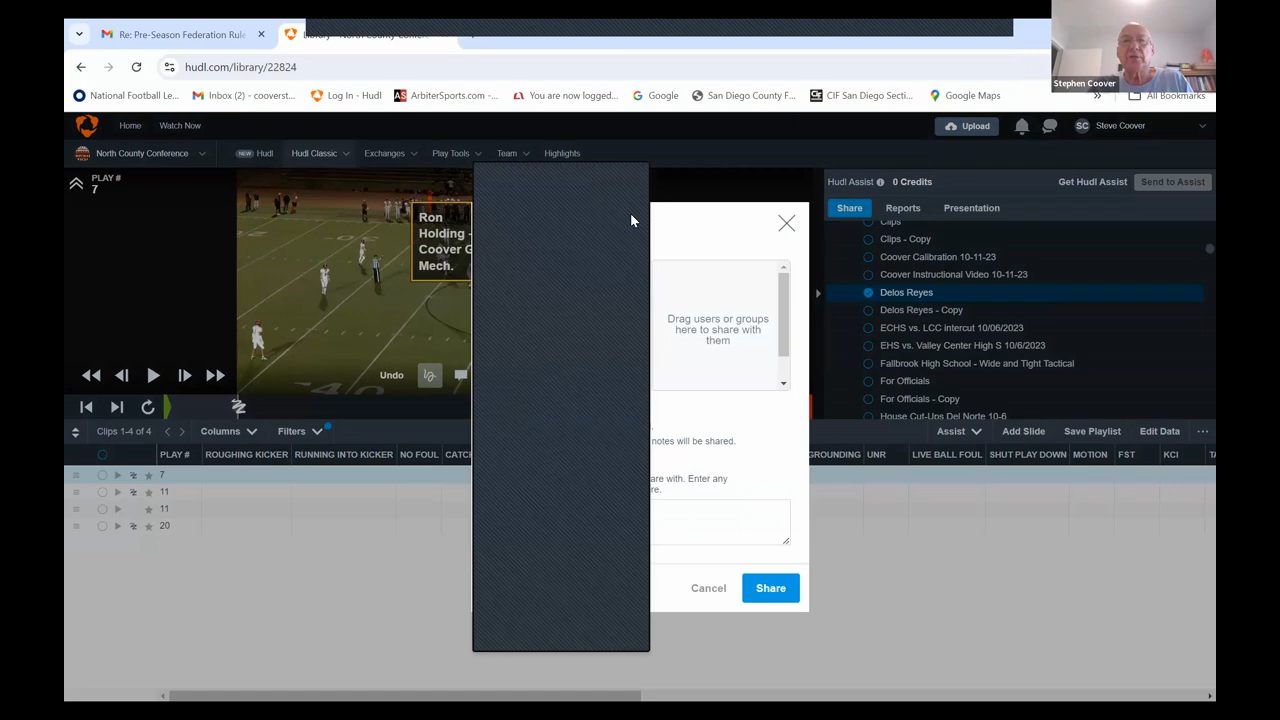 Re: Pre-Season Federation Rule
hudl.com/library/22824
National Football Le... Inbox (2) - cooverst... Log In - Hudl ArbiterSports.com -... You are now logged... Google San Diego County F... CIF San Diego Secti... Google Maps » All Bookmarks
Stephen Coover
Home Watch Now Upload SC Steve Coover
North County Conference NEW Hudl Hudl Classic Exchanges Play Tools Team Highlights
PLAY #
7
Ron
Holding -
Coover G
Mech.
Undo
Hudl Assist 0 Credits Get Hudl Assist Send to Assist
Share Reports Presentation
Clips
Clips - Copy
Coover Calibration 10-11-23
Coover Instructional Video 10-11-23
Delos Reyes
Delos Reyes - Copy
ECHS vs. LCC intercut 10/06/2023
EHS vs. Valley Center High S 10/6/2023
Fallbrook High School - Wide and Tight Tactical
For Officials
For Officials - Copy
House Cut-Ups Del Norte 10-6
Drag users or groups
here to share with
them
notes will be shared.
are with. Enter any
re.
Cancel Share
Clips 1-4 of 4 Columns Filters Assist Add Slide Save Playlist Edit Data ...
PLAY # ROUGHING KICKER RUNNING INTO KICKER NO FOUL CATCH GROUNDING UNR LIVE BALL FOUL SHUT PLAY DOWN MOTION FST KCI TA
7
11
11
20